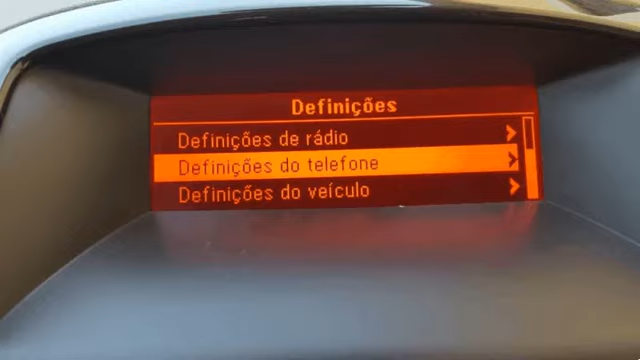 Definições
Definições de rádio
Definições do telefone
Definições do veículo